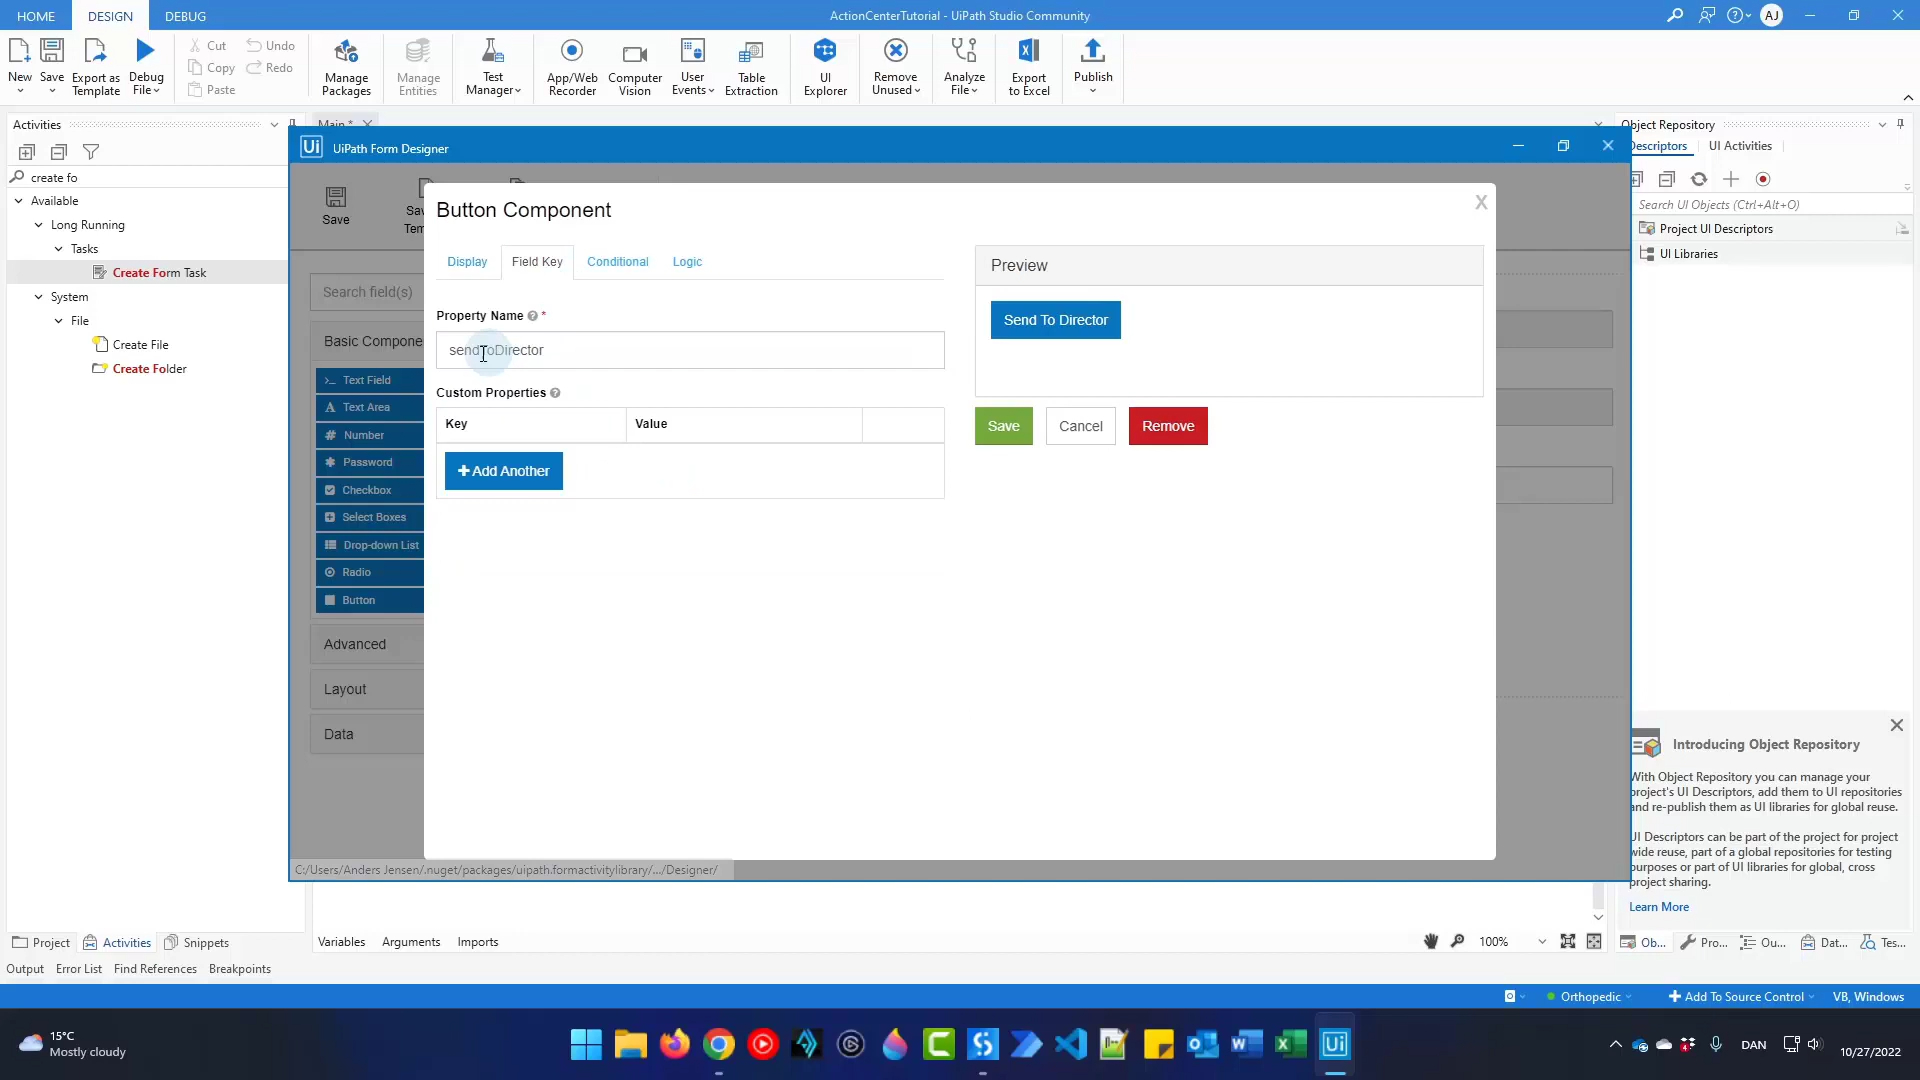 HOME
DESIGN
DEBUG
ActionCenterTutorial - UiPath Studio Community
AJ
New
Save
Export as
Template
Debug
File
Cut
Copy
Paste
Undo
Redo
Manage
Packages
Manage
Entities
Test
Manager
App/Web
Recorder
Computer
Vision
User
Events
Table
Extraction
UI
Explorer
Remove
Unused
Analyze
File
Export
to Excel
Publish
Activities
create fo
Available
Long Running
Tasks
Create Form Task
System
File
Create File
Create Folder
Main *
Ui UiPath Form Designer
Save
Search field(s)
Text Field
Text Area
Number
Password
Checkbox
Select Boxes
Drop-down List
Radio
Button
Advanced
Layout
Data
Button Component
X
Display
Field Key
Conditional
Logic
Property Name *
Custom Properties
Key
Value
Add Another
Preview
Send To Director
Save
Cancel
Remove
C:/Users/Anders Jensen/.nuget/packages/uipath.formactivitylibrary/.../Designer/
Object Repository
Descriptors
UI Activities
Search UI Objects (Ctrl+Alt+O)
Project UI Descriptors
UI Libraries
Introducing Object Repository
With Object Repository you can manage your
project's UI Descriptors, add them to UI repositories
and re-publish them as UI libraries for global reuse.
UI Descriptors can be part of the project for project
wide reuse, part of a global repositories for testing
purposes or part of UI libraries for global, cross
project sharing.
Learn More
Project
Activities
Snippets
Variables
Arguments
Imports
100%
Ob...
Pro...
Ou...
Dat...
Tes...
Output
Error List
Find References
Breakpoints
Orthopedic
Add To Source Control
VB, Windows
15°C
Mostly cloudy
Ui
DAN
10/27/2022